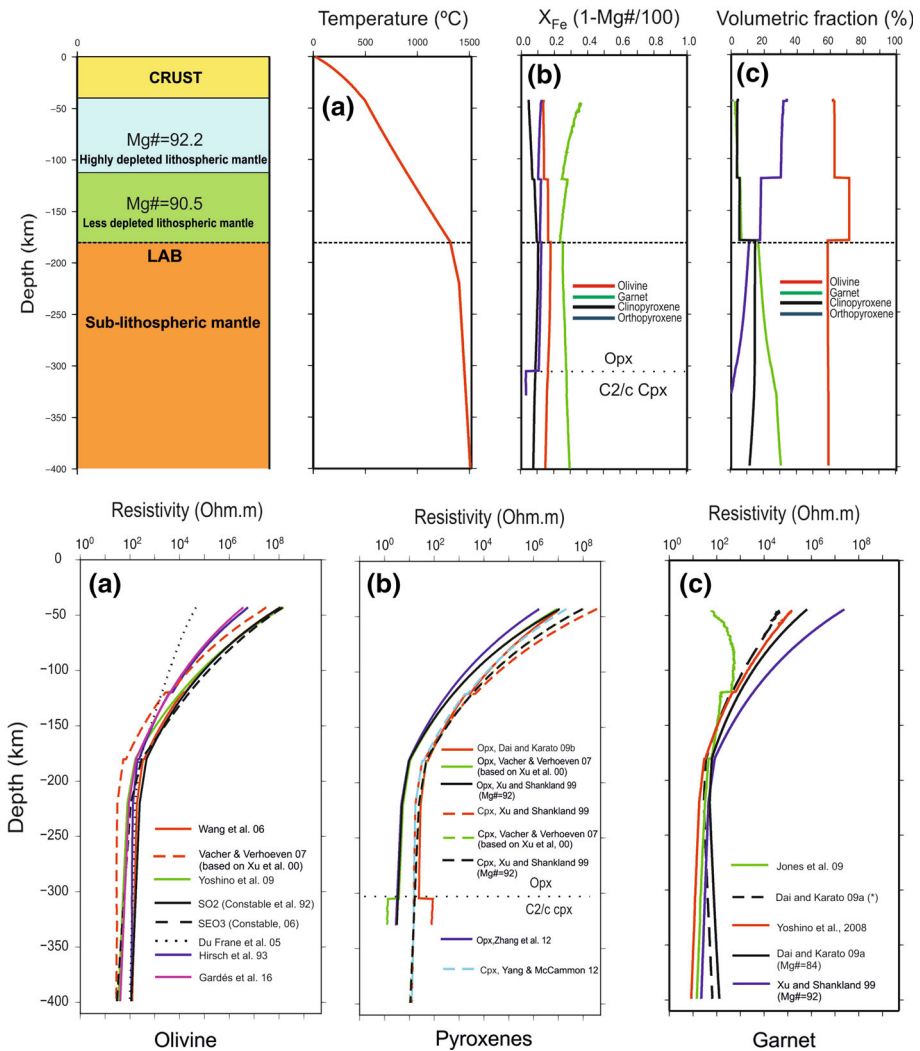 Temperature (ºC)
0 500 1000 1500
X_Fe (1-Mg#/100)
0.0 0.2 0.4 0.6 0.8 1.0
Volumetric fraction (%)
0 20 40 60 80 100
Depth (km)
0
−50
−100
−150
−200
−250
−300
−350
−400
CRUST
Mg#=92.2
Highly depleted lithospheric mantle
Mg#=90.5
Less depleted lithospheric mantle
LAB
Sub-lithospheric mantle
(a)
(b)
Olivine
Garnet
Clinopyroxene
Orthopyroxene
Opx
C2/c Cpx
(c)
Olivine
Garnet
Clinopyroxene
Orthopyroxene
Resistivity (Ohm.m)
10⁰ 10² 10⁴ 10⁶ 10⁸
Resistivity (Ohm.m)
10⁰ 10² 10⁴ 10⁶ 10⁸
Resistivity (Ohm.m)
10⁰ 10² 10⁴ 10⁶ 10⁸
Depth (km)
0
−50
−100
−150
−200
−250
−300
−350
−400
(a)
Wang et al. 06
Vacher & Verhoeven 07
(based on Xu et al. 00)
Yoshino et al. 09
SO2 (Constable et al. 92)
SEO3 (Constable, 06)
Du Frane et al. 05
Hirsch et al. 93
Gardés et al. 16
Olivine
(b)
Opx, Dai and Karato 09b
Opx, Vacher & Verhoeven 07
(based on Xu et al. 00)
Opx, Xu and Shankland 99
(Mg#=92)
Cpx, Xu and Shankland 99
Cpx, Vacher & Verhoeven 07
(based on Xu et al, 00)
Cpx, Xu and Shankland 99
(Mg#=92)
Opx
C2/c cpx
Opx,Zhang et al. 12
Cpx, Yang & McCammon 12
Pyroxenes
(c)
Jones et al. 09
Dai and Karato 09a (*)
Yoshino et al., 2008
Dai and Karato 09a
(Mg#=84)
Xu and Shankland 99
(Mg#=92)
Garnet